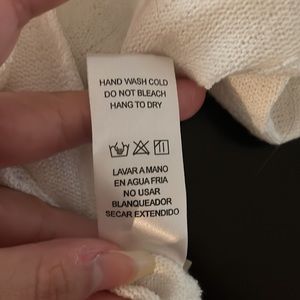 HAND WASH COLD
DO NOT BLEACH
HANG TO DRY
LAVAR A MANO
EN AGUA FRIA
NO USAR
BLANQUEADOR
SECAR EXTENDIDO